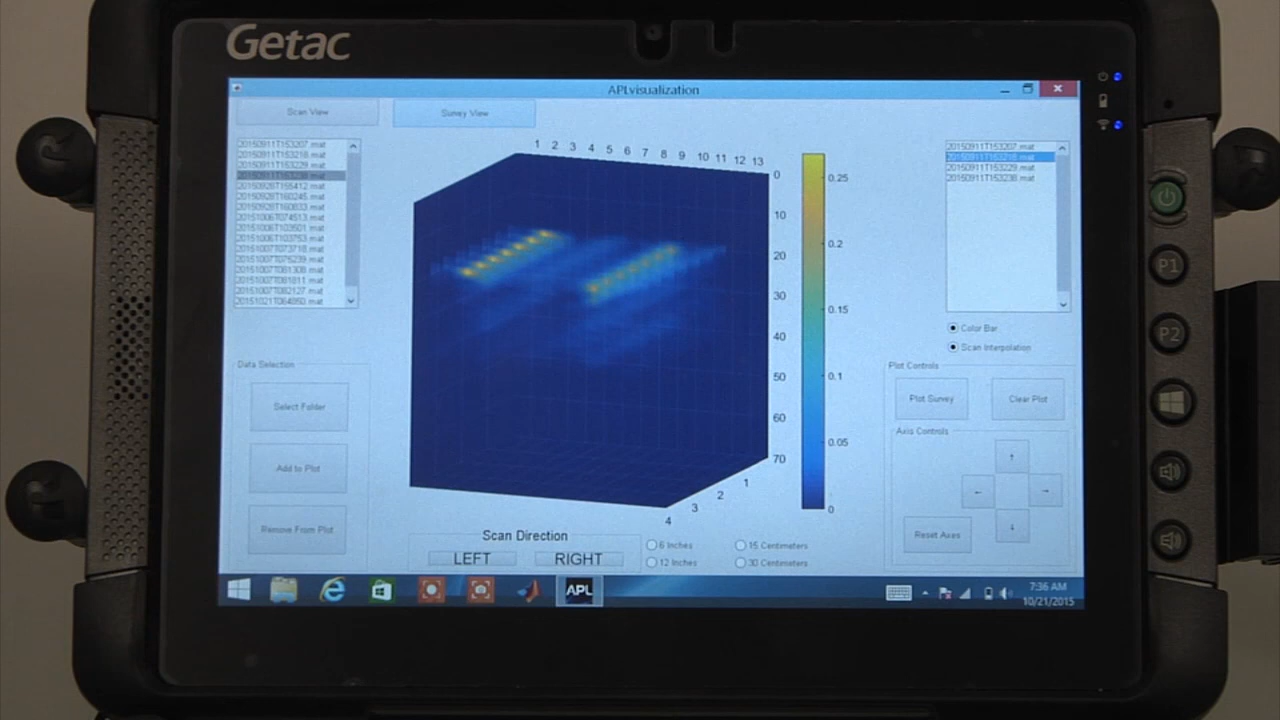 Getac
APLvisualization
Scan View
Survey View
20150911T153207.mat
20150911T153218.mat
20150911T153229.mat
20150911T153238.mat
20150928T155412.mat
20150928T160245.mat
20150928T160833.mat
20151006T074513.mat
20151006T103501.mat
20151006T103753.mat
20151007T073718.mat
20151007T075239.mat
20151007T081308.mat
20151007T081811.mat
20151007T082127.mat
20151021T064850.mat
1 2 3 4 5 6 7 8 9 10 11 12 13
0
10
20
30
40
50
60
70
1
2
3
4
0.25
0.2
0.15
0.1
0.05
0
20150911T153207.mat
20150911T153218.mat
20150911T153229.mat
20150911T153238.mat
Color Bar
Scan Interpolation
Data Selection
Select Folder
Add to Plot
Remove From Plot
Plot Controls
Plot Survey
Clear Plot
Axis Controls
Reset Axes
Scan Direction
LEFT RIGHT
6 Inches
15 Centimeters
12 Inches
30 Centimeters
APL
7:36 AM
10/21/2015
P1
P2